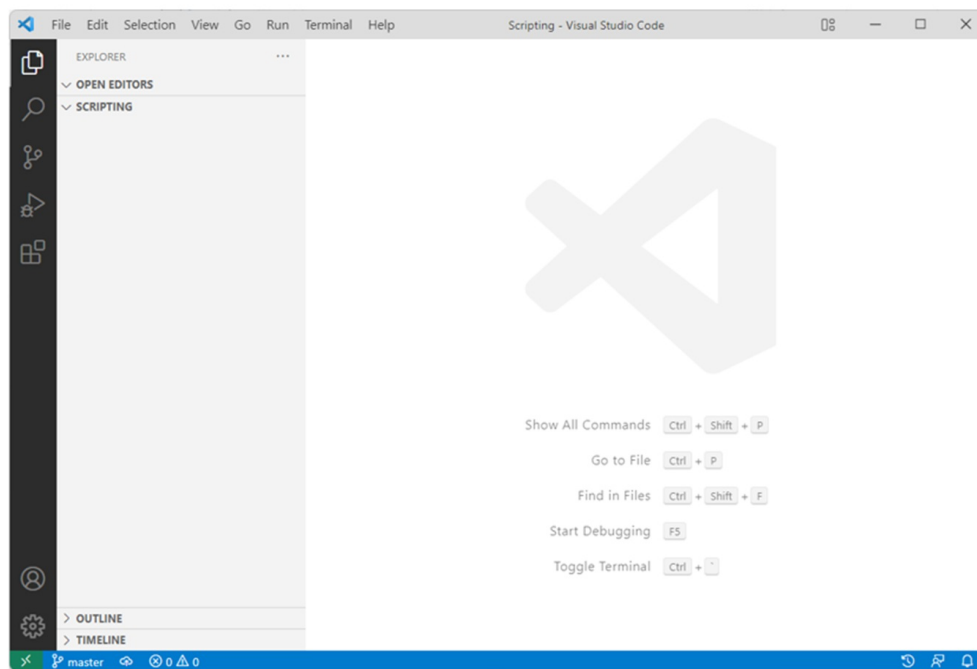 File Edit Selection View Go Run Terminal Help Scripting - Visual Studio Code
EXPLORER ...
OPEN EDITORS
SCRIPTING
Show All Commands Ctrl + Shift + P
Go to File Ctrl + P
Find in Files Ctrl + Shift + F
Start Debugging F5
Toggle Terminal Ctrl + `
OUTLINE
TIMELINE
master 0 0